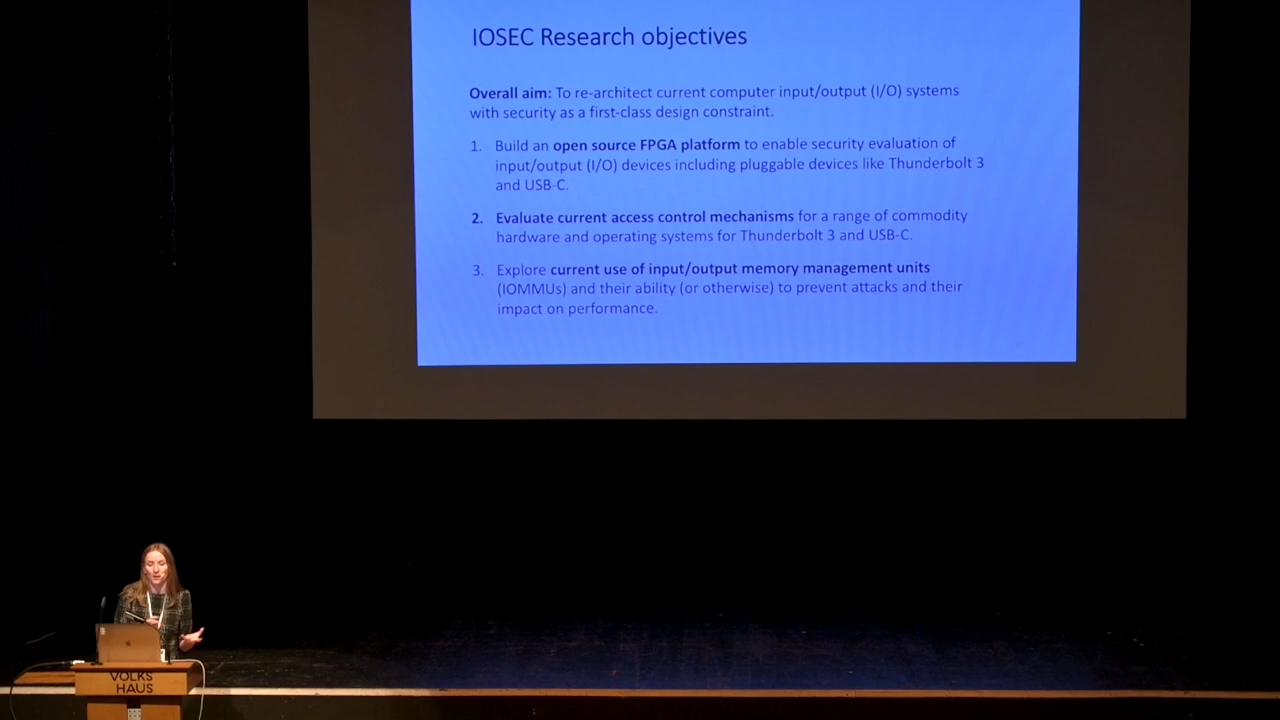 IOSEC Research objectives
Overall aim: To re-architect current computer input/output (I/O) systems
with security as a first-class design constraint.
1. Build an open source FPGA platform to enable security evaluation of
input/output (I/O) devices including pluggable devices like Thunderbolt 3
and USB-C.
2. Evaluate current access control mechanisms for a range of commodity
hardware and operating systems for Thunderbolt 3 and USB-C.
3. Explore current use of input/output memory management units
(IOMMUs) and their ability (or otherwise) to prevent attacks and their
impact on performance.
VOLKS
HAUS